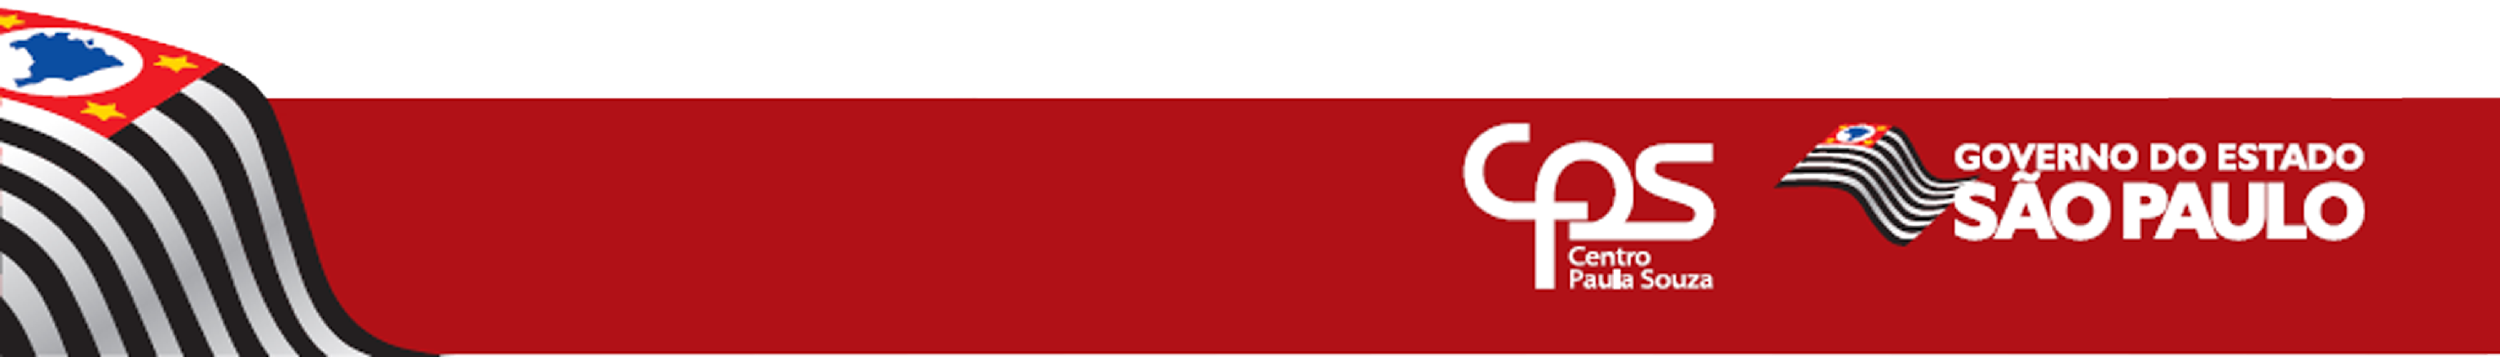 cps
Centro
Paula Souza
GOVERNO DO ESTADO
SÃO PAULO